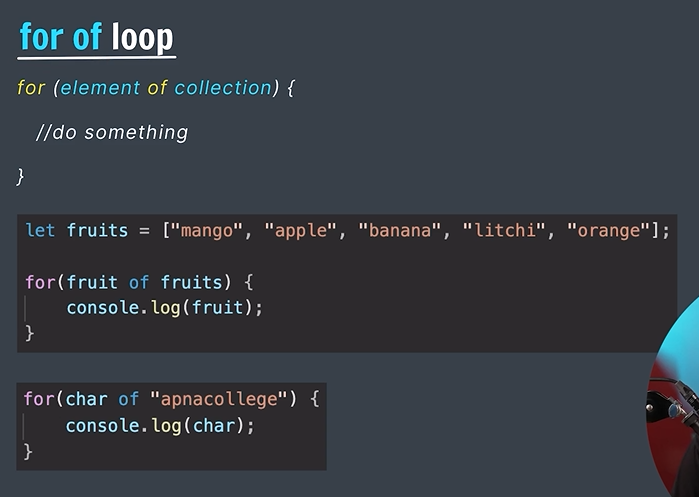 for of loop
for (element of collection) {
//do something
}
let fruits = ["mango", "apple", "banana", "litchi", "orange"];
for(fruit of fruits) {
console.log(fruit);
}
for(char of "apnacollege") {
console.log(char);
}